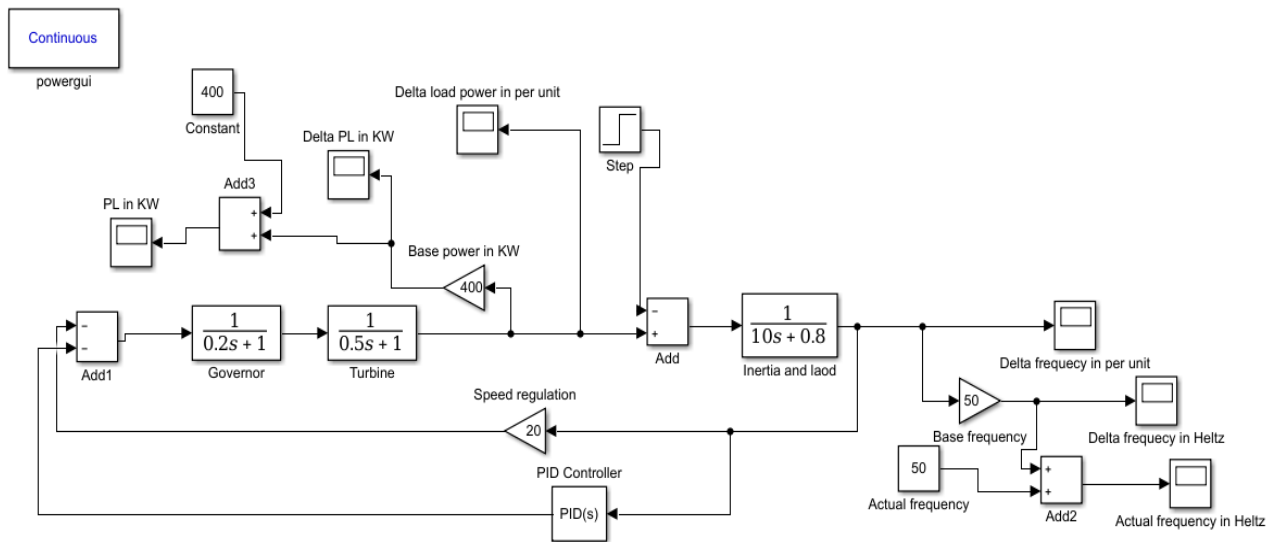 Continuous
powergui
400
Constant
Delta load power in per unit
Step
Delta PL in KW
Add3
+
+
PL in KW
Base power in KW
400
−
−
Add1
1
0.2s + 1
Governor
1
0.5s + 1
Turbine
−
+
Add
1
10s + 0.8
Inertia and laod
Delta frequecy in per unit
Speed regulation
20
50
Base frequency
Delta frequecy in Heltz
50
Actual frequency
+
+
Add2
Actual frequency in Heltz
PID Controller
PID(s)